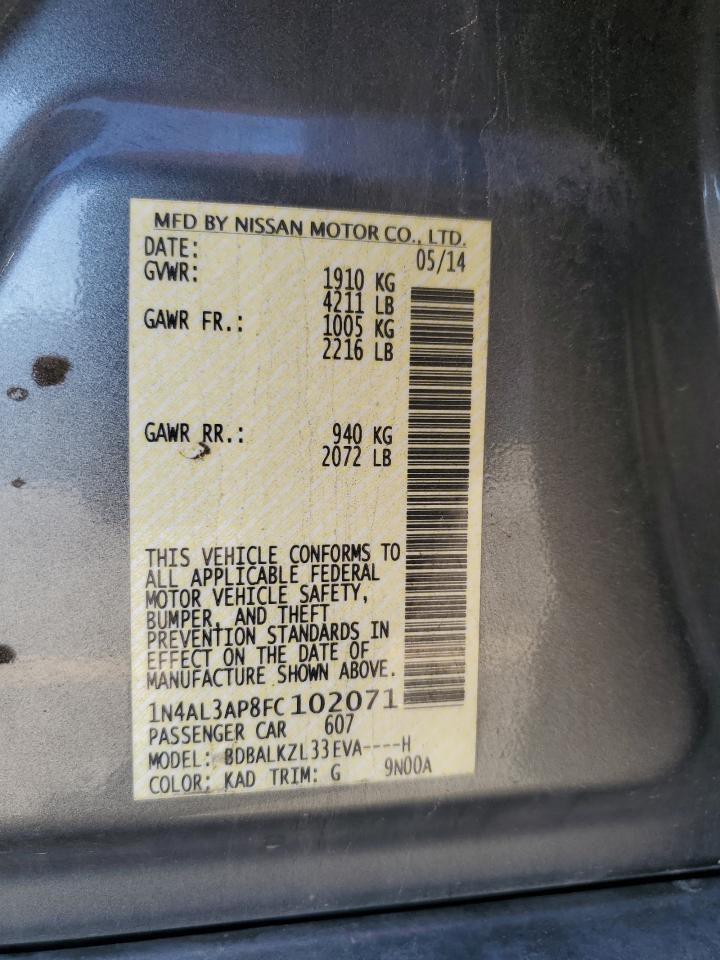 MFD BY NISSAN MOTOR CO., LTD.
DATE: 05/14
GVWR: 1910 KG
4211 LB
GAWR FR.: 1005 KG
2216 LB
GAWR RR.: 940 KG
2072 LB
THIS VEHICLE CONFORMS TO
ALL APPLICABLE FEDERAL
MOTOR VEHICLE SAFETY,
BUMPER, AND THEFT
PREVENTION STANDARDS IN
EFFECT ON THE DATE OF
MANUFACTURE SHOWN ABOVE.
1N4AL3AP8FC102071
PASSENGER CAR 607
MODEL: BDBALKZL33EVA----H
COLOR: KAD TRIM: G 9N00A